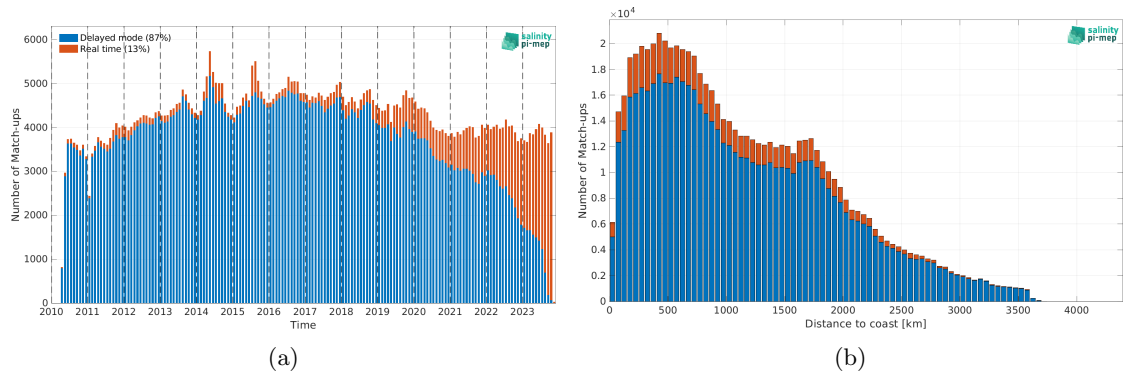 6000
5000
4000
3000
2000
1000
0
2010 2011 2012 2013 2014 2015 2016 2017 2018 2019 2020 2021 2022 2023
Time
Number of Match-ups
Delayed mode (87%)
Real time (13%)
salinity
pi-mep
(a)
×10⁴
2
1.8
1.6
1.4
1.2
1
0.8
0.6
0.4
0.2
0
0 500 1000 1500 2000 2500 3000 3500 4000
Distance to coast [km]
Number of Match-ups
salinity
pi-mep
(b)